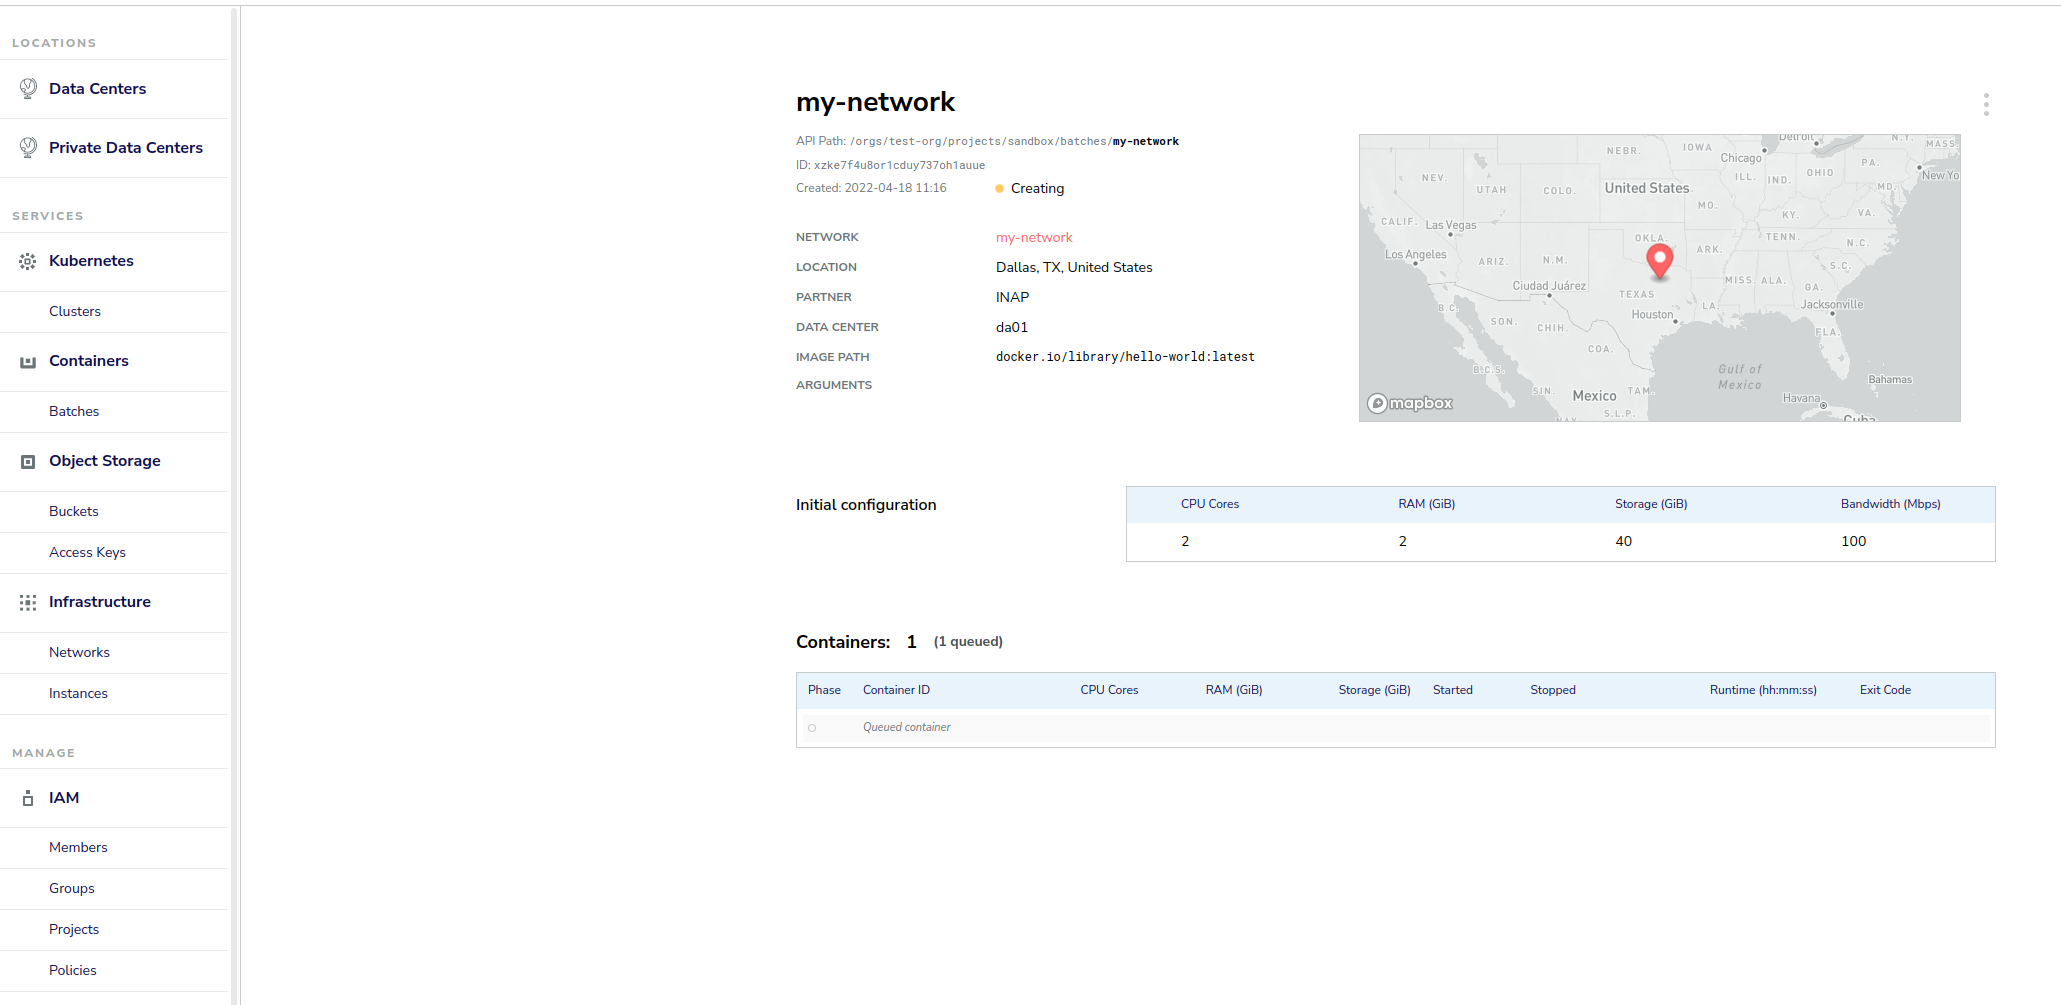 LOCATIONS
Data Centers
Private Data Centers
SERVICES
Kubernetes
Clusters
Containers
Batches
Object Storage
Buckets
Access Keys
Infrastructure
Networks
Instances
MANAGE
IAM
Members
Groups
Projects
Policies
my-network
API Path: /orgs/test-org/projects/sandbox/batches/my-network
ID: xzke7f4u8or1cduy737oh1auue
Created: 2022-04-18 11:16 Creating
NETWORK my-network
LOCATION Dallas, TX, United States
PARTNER INAP
DATA CENTER da01
IMAGE PATH docker.io/library/hello-world:latest
ARGUMENTS
Detroit N.Y. MASS.
NEBR. IOWA Chicago PA.
NEV. UTAH COLO. United States ILL. IND. OHIO MD. New Yo
MO. KY. VA.
CALIF. Las Vegas OKLA. ARK. TENN. N.C.
Los Angeles ARIZ. N.M. S.C.
Ciudad Juárez TEXAS MISS. ALA. GA.
B.C. SON. CHIH. Houston LA. Jacksonville
COA. FLA.
B.C.S. Gulf of
Mexico
SIN. Mexico TAM. Bahamas
mapbox S.L.P. Havana
NAY. Cuba
Initial configuration
CPU Cores RAM (GiB) Storage (GiB) Bandwidth (Mbps)
2 2 40 100
Containers: 1 (1 queued)
Phase Container ID CPU Cores RAM (GiB) Storage (GiB) Started Stopped Runtime (hh:mm:ss) Exit Code
Queued container